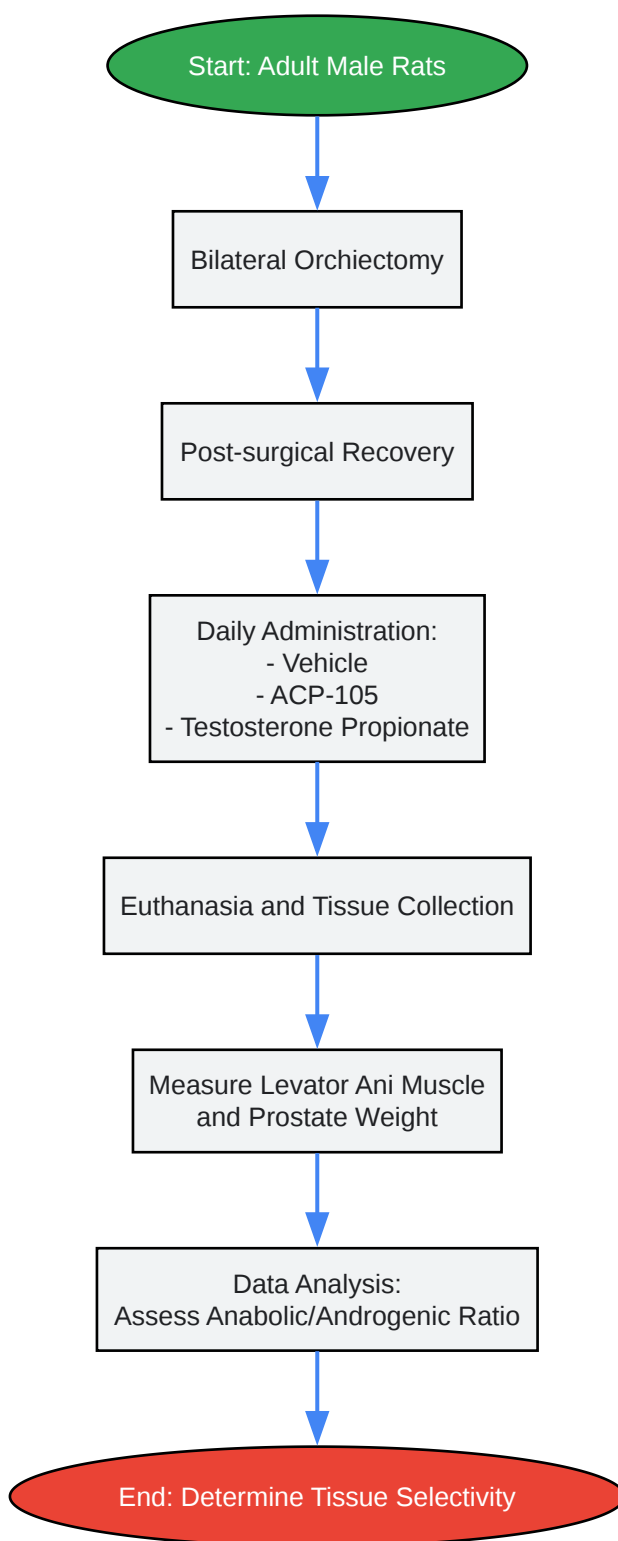 Start: Adult Male Rats
Bilateral Orchiectomy
Post-surgical Recovery
Daily Administration:
- Vehicle
- ACP-105
- Testosterone Propionate
Euthanasia and Tissue Collection
Measure Levator Ani Muscle
and Prostate Weight
Data Analysis:
Assess Anabolic/Androgenic Ratio
End: Determine Tissue Selectivity